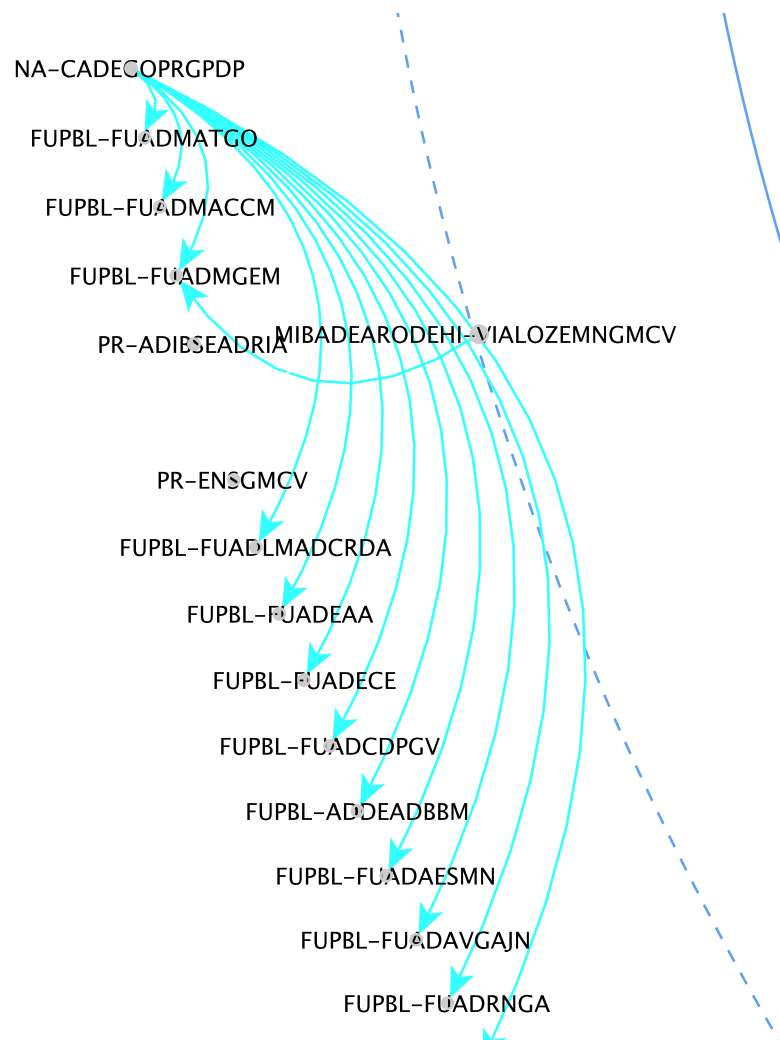 NA-CADECOPRGPDP
FUPBL-FUADMATGO
FUPBL-FUADMACCM
FUPBL-FUADMGEM
MIBADEARODEHI-VIALOZEMNGMCV
PR-ADIBSEADRIA
PR-ENSGMCV
FUPBL-FUADLMADCRDA
FUPBL-FUADEAA
FUPBL-FUADECE
FUPBL-FUADCDPGV
FUPBL-ADDEADBBM
FUPBL-FUADAESMN
FUPBL-FUADAVGAJN
FUPBL-FUADRNGA